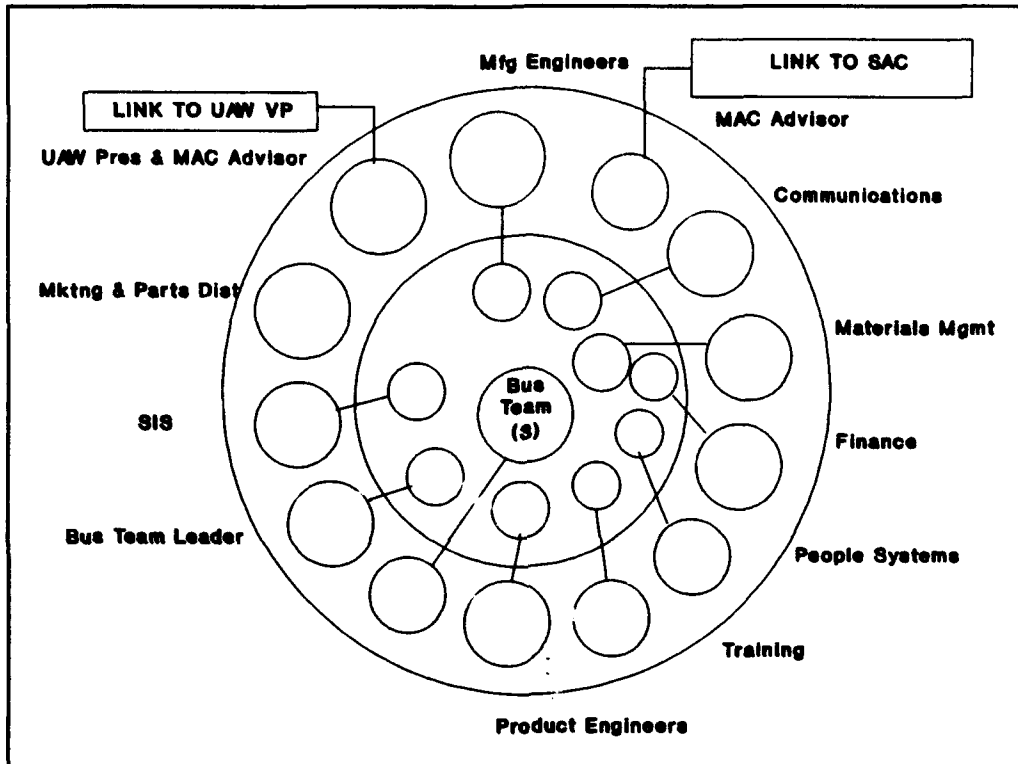 Mfg Engineers
LINK TO SAC
LINK TO UAW VP
MAC Advisor
UAW Pres & MAC Advisor
Communications
Mktng & Parts Dist
Materials Mgmt
Bus
Team
(S)
SIS
Finance
Bus Team Leader
People Systems
Training
Product Engineers